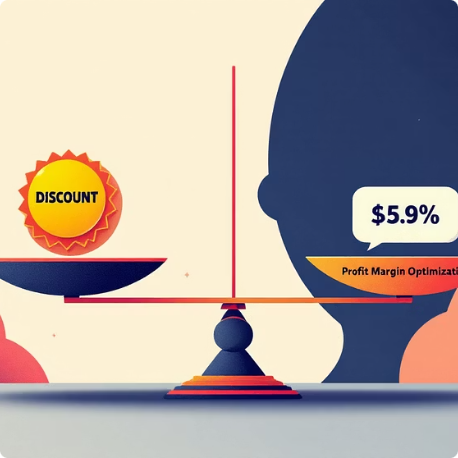 DISCOUNT
$5.9%
Profit Margin Optimizati